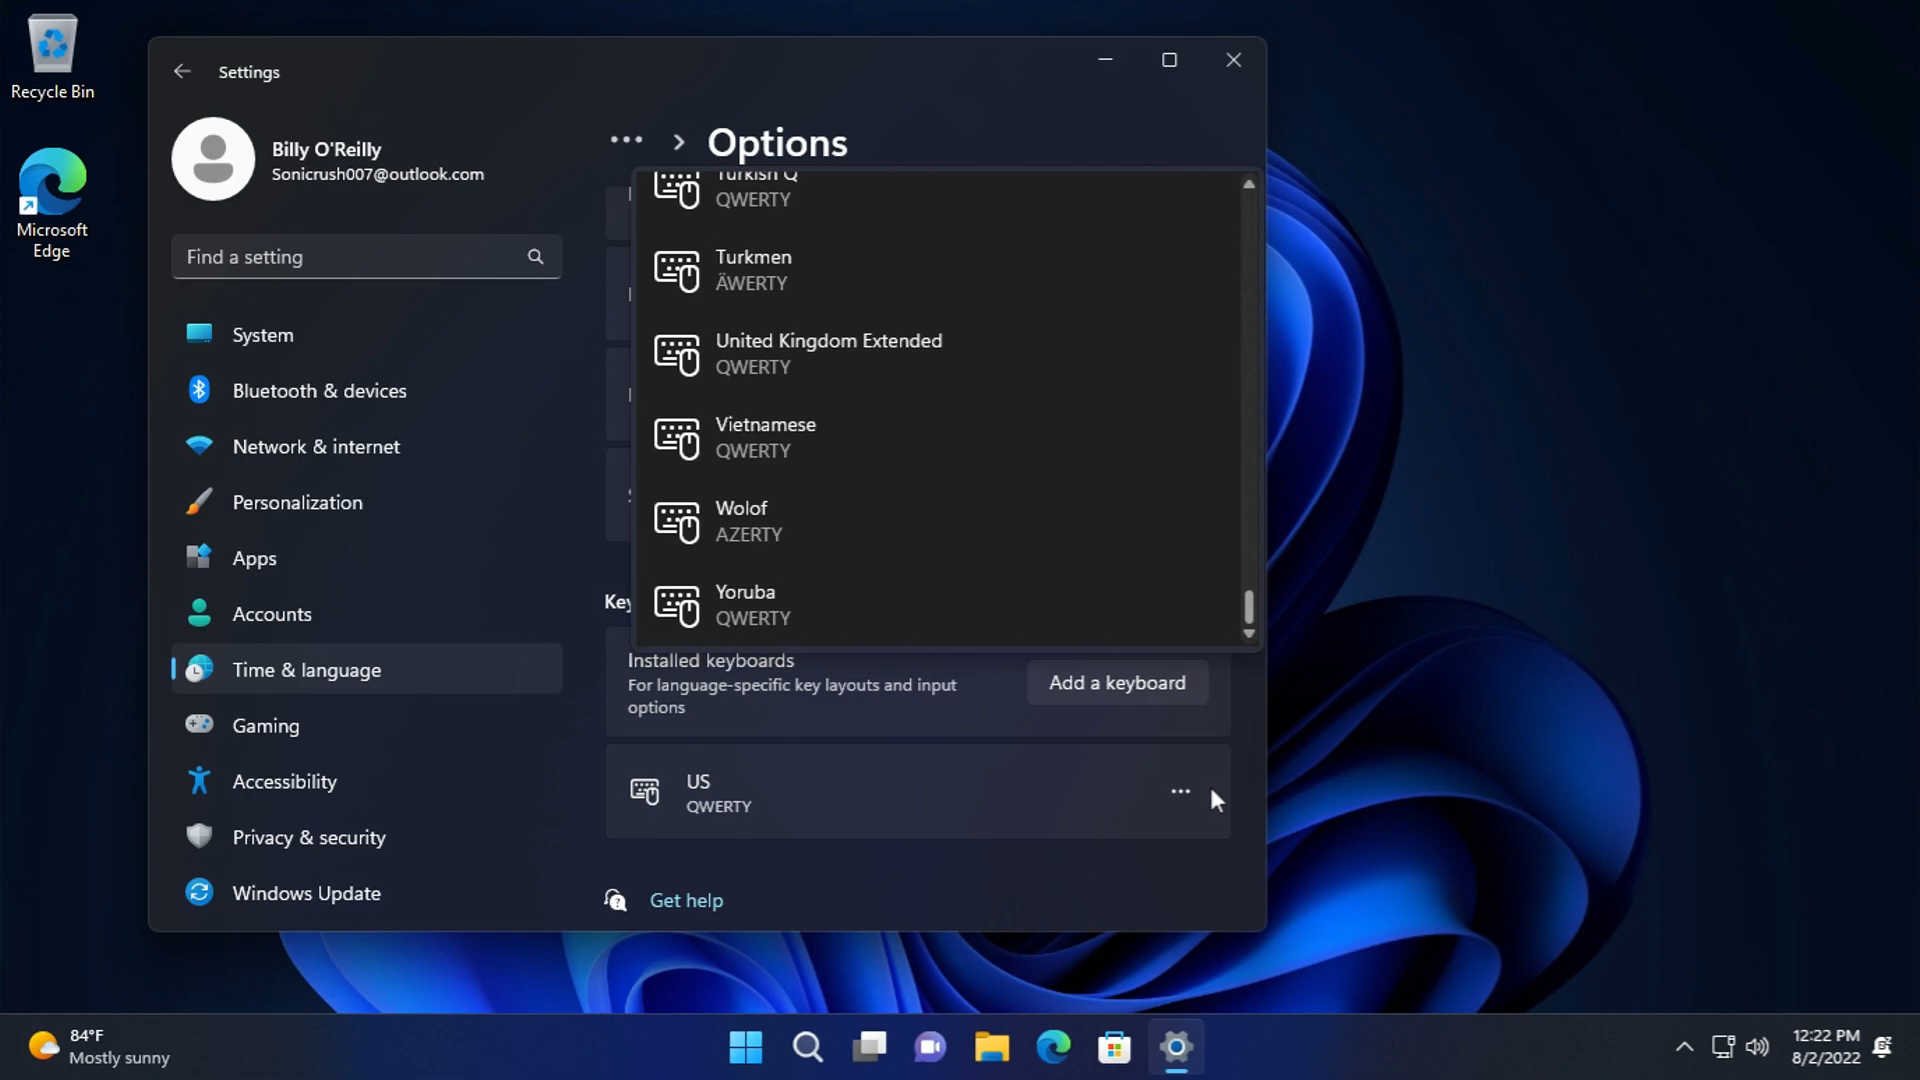 Recycle Bin
Microsoft
Edge
Settings
Billy O'Reilly
Sonicrush007@outlook.com
Find a setting
System
Bluetooth & devices
Network & internet
Personalization
Apps
Accounts
Time & language
Gaming
Accessibility
Privacy & security
Windows Update
Options
Turkish Q
QWERTY
Turkmen
ÄWERTY
United Kingdom Extended
QWERTY
Vietnamese
QWERTY
Wolof
AZERTY
Yoruba
QWERTY
Key
Installed keyboards
For language-specific key layouts and input
options
Add a keyboard
US
QWERTY
Get help
84°F
Mostly sunny
12:22 PM
8/2/2022